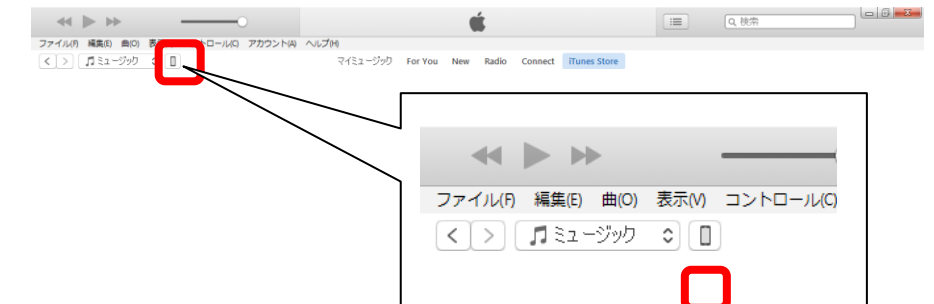 検索
ファイル(F) 編集(E) 曲(O) 表 トロール(C) アカウント(A) ヘルプ(H)
ミュージック マイミュージック For You New Radio Connect iTunes Store
ファイル(F) 編集(E) 曲(O) 表示(V) コントロール(C)
ミュージック